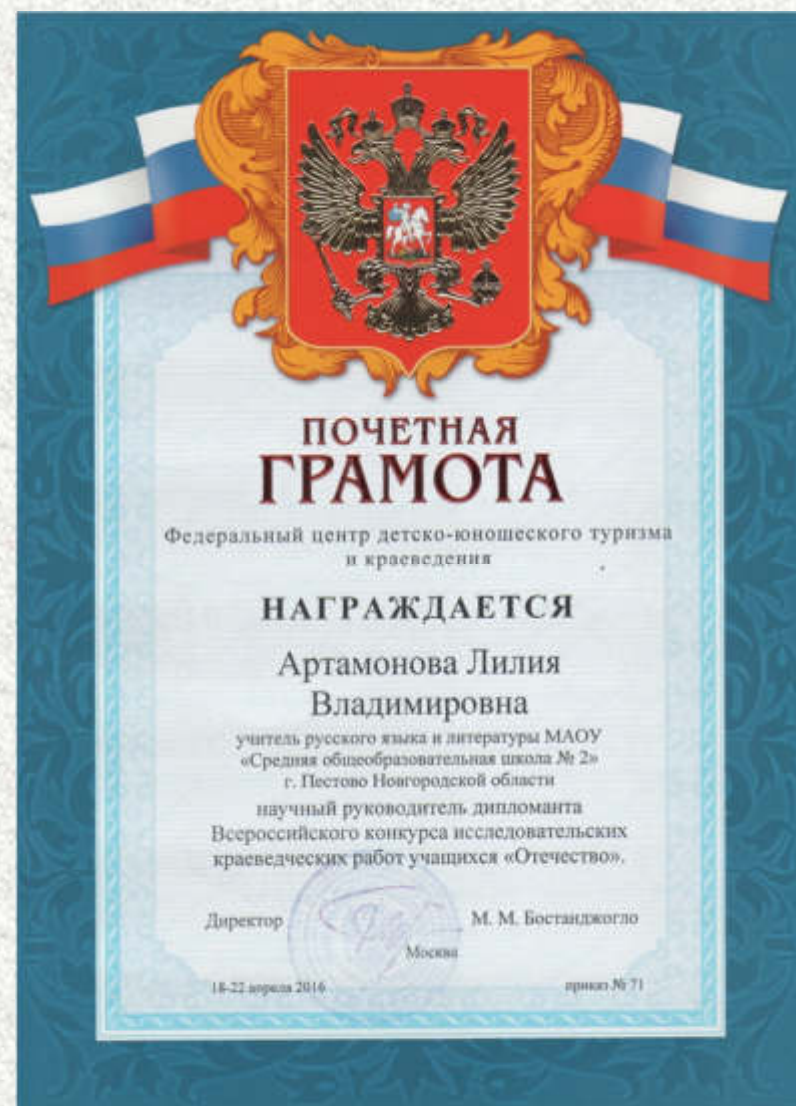 ПОЧЕТНАЯ
ГРАМОТА
Федеральный центр детско-юношеского туризма
и краеведения
НАГРАЖДАЕТСЯ
Артамонова Лилия
Владимировна
учитель русского языка и литературы МАОУ
«Средняя общеобразовательная школа № 2»
г. Пестово Новгородской области
научный руководитель дипломанта
Всероссийского конкурса исследовательских
краеведческих работ учащихся «Отечество».
Директор М. М. Бостанджогло
Москва
18-22 апреля 2016 приказ № 71